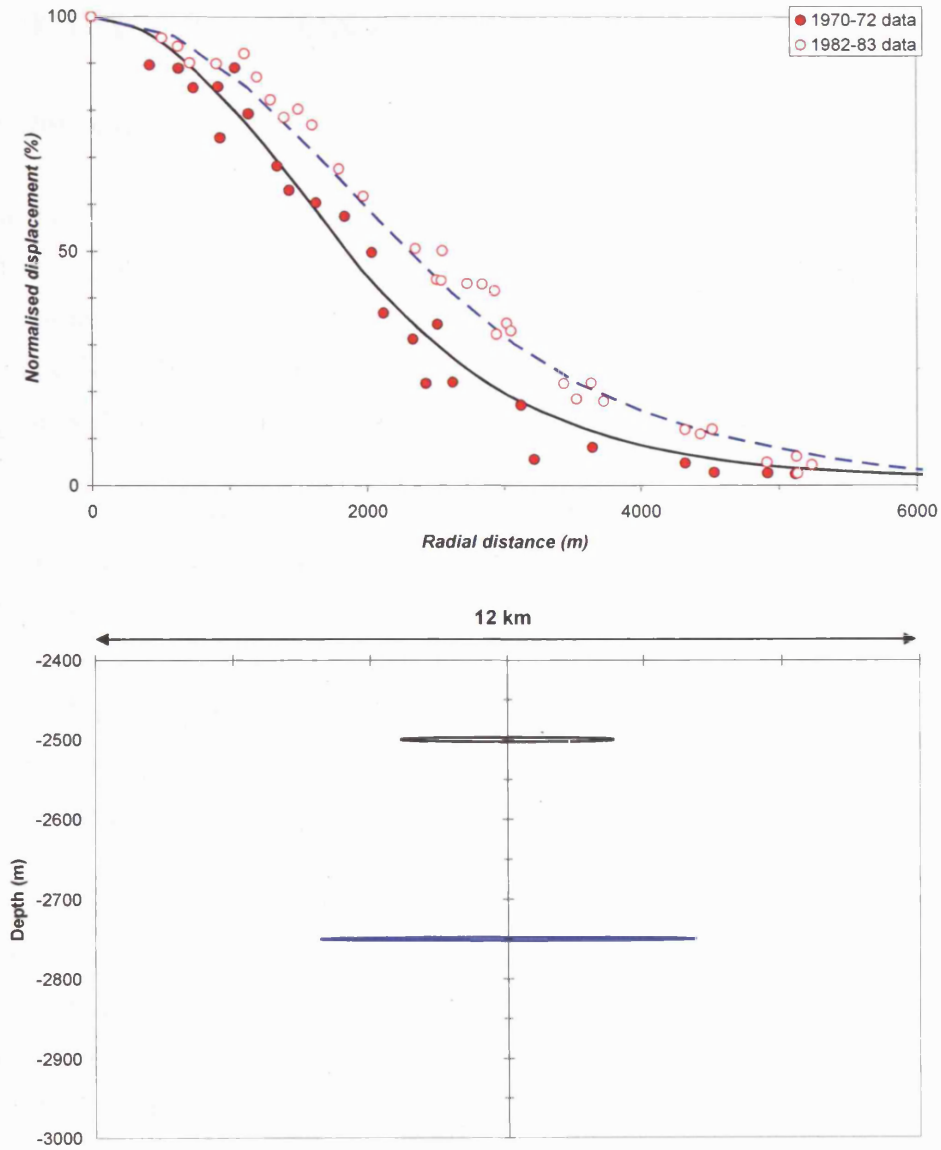 1970-72 data
1982-83 data
100
50
0
Normalised displacement (%)
0 2000 4000 6000
Radial distance (m)
12 km
-2400
-2500
-2600
-2700
-2800
-2900
-3000
Depth (m)